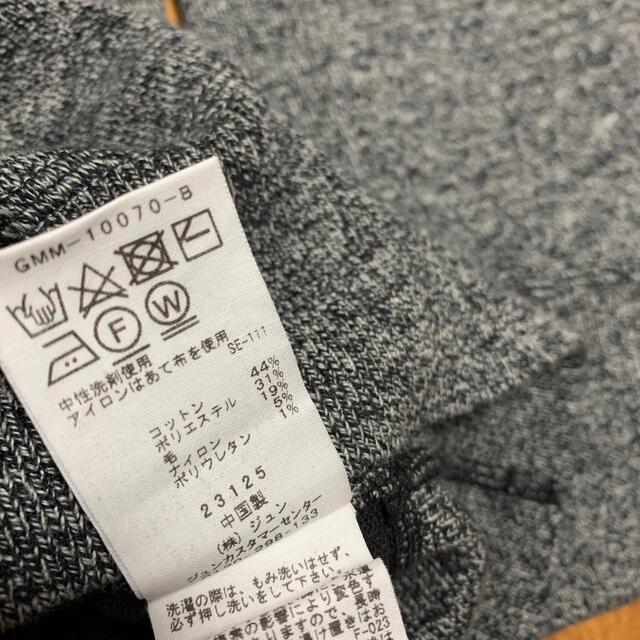 GMM-10070-B
F W
中性洗剤使用
アイロンはあて布を使用
SE-111
コットン 44%
ポリエステル 31%
毛 19%
ナイロン 5%
ポリウレタン 1%
23125
中国製
(株)ジュン
ジュンカスタマーセンター
洗濯の際は、もみ洗いはせず、
必ず押し洗いをして下さい。